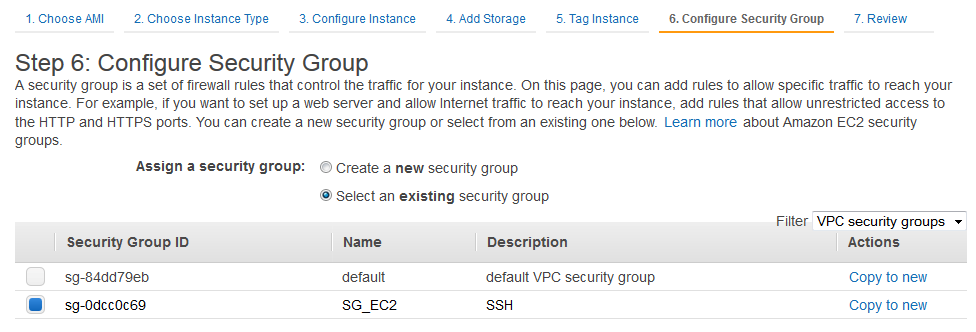 1. Choose AMI 2. Choose Instance Type 3. Configure Instance 4. Add Storage 5. Tag Instance 6. Configure Security Group 7. Review
Step 6: Configure Security Group
A security group is a set of firewall rules that control the traffic for your instance. On this page, you can add rules to allow specific traffic to reach your
instance. For example, if you want to set up a web server and allow Internet traffic to reach your instance, add rules that allow unrestricted access to
the HTTP and HTTPS ports. You can create a new security group or select from an existing one below. Learn more about Amazon EC2 security
groups.
Assign a security group: Create a new security group
Select an existing security group
Filter VPC security groups
Security Group ID Name Description Actions
sg-84dd79eb default default VPC security group Copy to new
sg-0dcc0c69 SG_EC2 SSH Copy to new